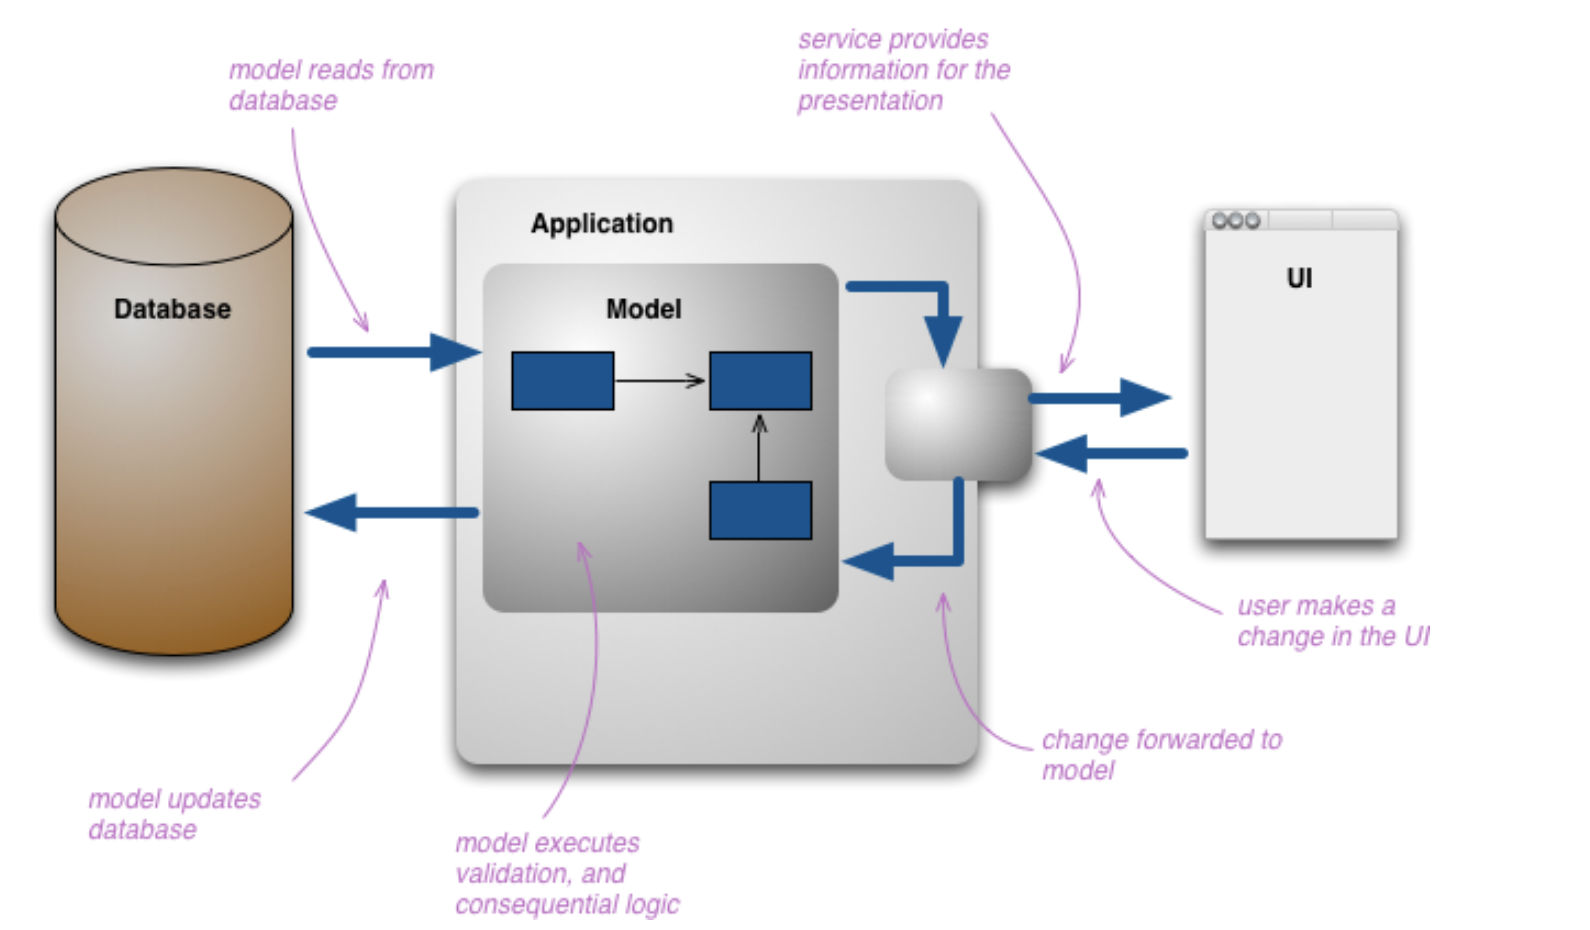 service provides
information for the
presentation
model reads from
database
Application
UI
Database
Model
user makes a
change in the UI
change forwarded to
model
model updates
database
model executes
validation, and
consequential logic